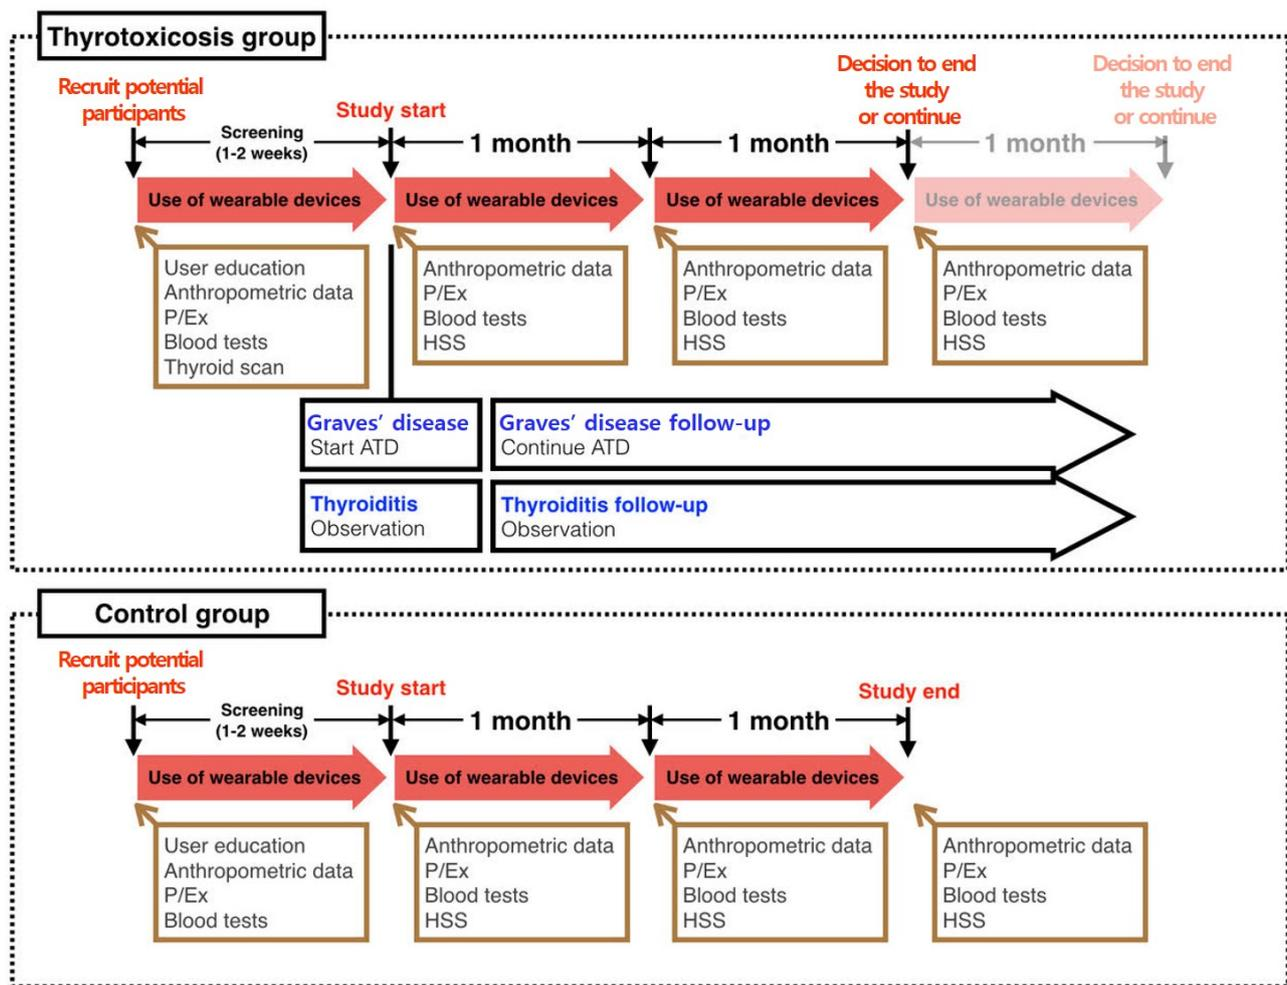 Thyrotoxicosis group
Recruit potential
participants
Screening
(1-2 weeks)
Study start
1 month
1 month
Decision to end
the study
or continue
1 month
Decision to end
the study
or continue
Use of wearable devices
Use of wearable devices
Use of wearable devices
Use of wearable devices
User education
Anthropometric data
P/Ex
Blood tests
Thyroid scan
Anthropometric data
P/Ex
Blood tests
HSS
Anthropometric data
P/Ex
Blood tests
HSS
Anthropometric data
P/Ex
Blood tests
HSS
Graves’ disease
Start ATD
Graves’ disease follow-up
Continue ATD
Thyroiditis
Observation
Thyroiditis follow-up
Observation
Control group
Recruit potential
participants
Screening
(1-2 weeks)
Study start
1 month
1 month
Study end
Use of wearable devices
Use of wearable devices
Use of wearable devices
User education
Anthropometric data
P/Ex
Blood tests
Anthropometric data
P/Ex
Blood tests
HSS
Anthropometric data
P/Ex
Blood tests
HSS
Anthropometric data
P/Ex
Blood tests
HSS